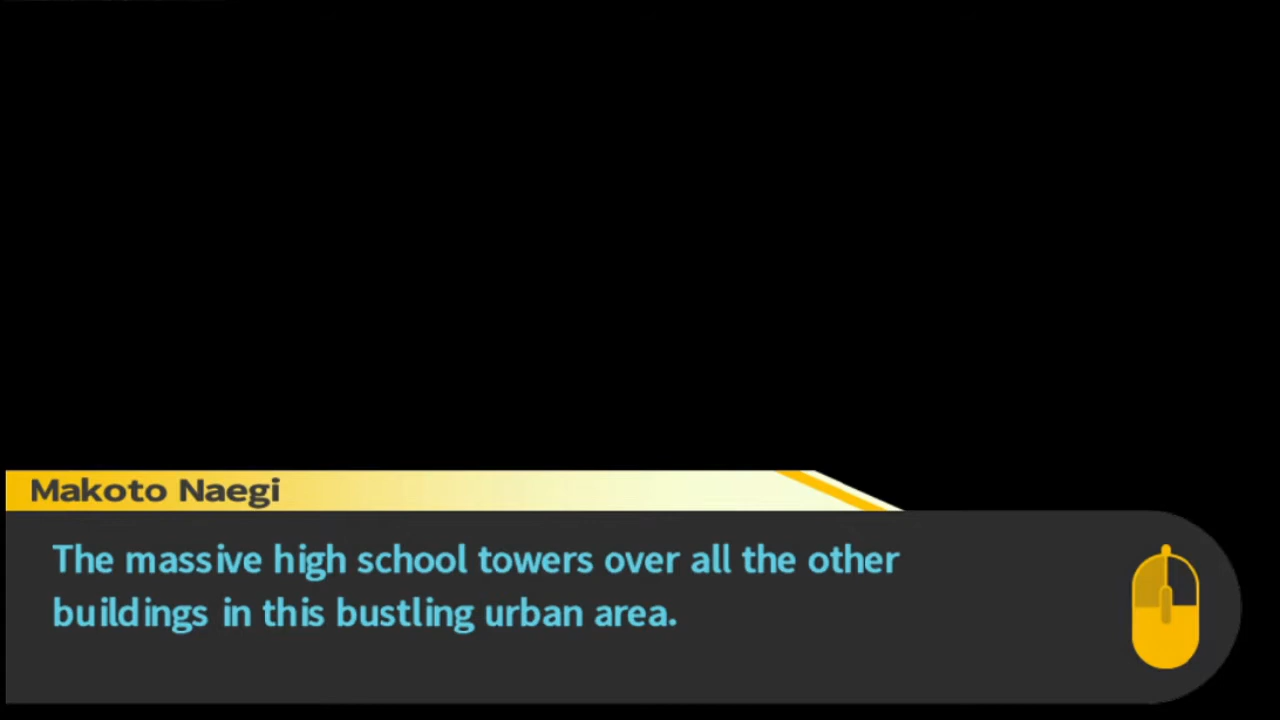 Makoto Naegi
The massive high school towers over all the other
buildings in this bustling urban area.